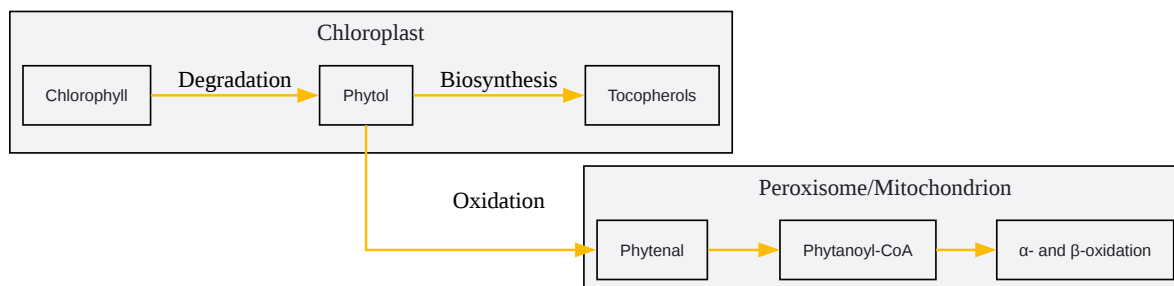 Chloroplast
Degradation
Biosynthesis
Chlorophyll
Phytol
Tocopherols
Oxidation
Peroxisome/Mitochondrion
Phytenal
Phytanoyl-CoA
α- and β-oxidation